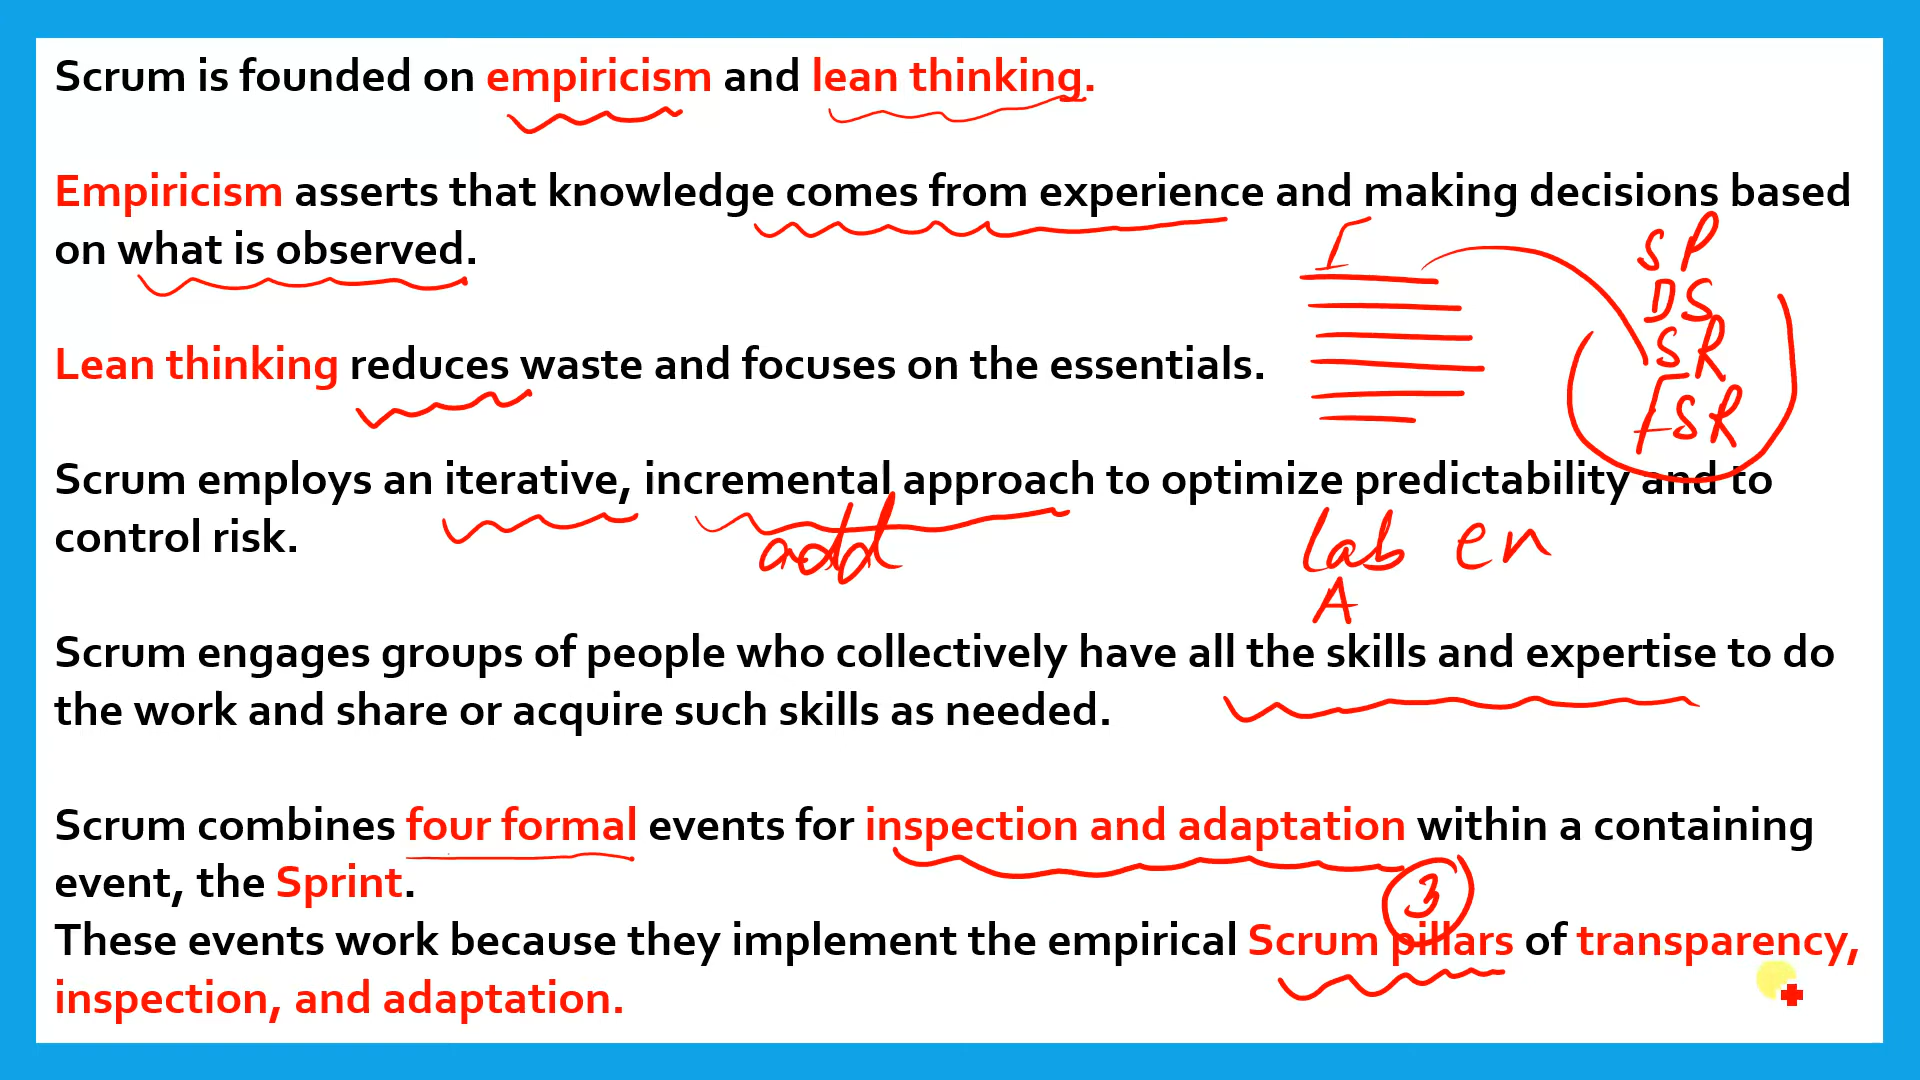 Scrum is founded on empiricism and lean thinking.
Empiricism asserts that knowledge comes from experience and making decisions based
on what is observed.
I
S P
D S
S R
Lean thinking reduces waste and focuses on the essentials.
S R
Scrum employs an iterative, incremental approach to optimize predictability and to
control risk.
add
Lab en
A
Scrum engages groups of people who collectively have all the skills and expertise to do
the work and share or acquire such skills as needed.
Scrum combines four formal events for inspection and adaptation within a containing
event, the Sprint.
3
These events work because they implement the empirical Scrum pillars of transparency,
inspection, and adaptation.